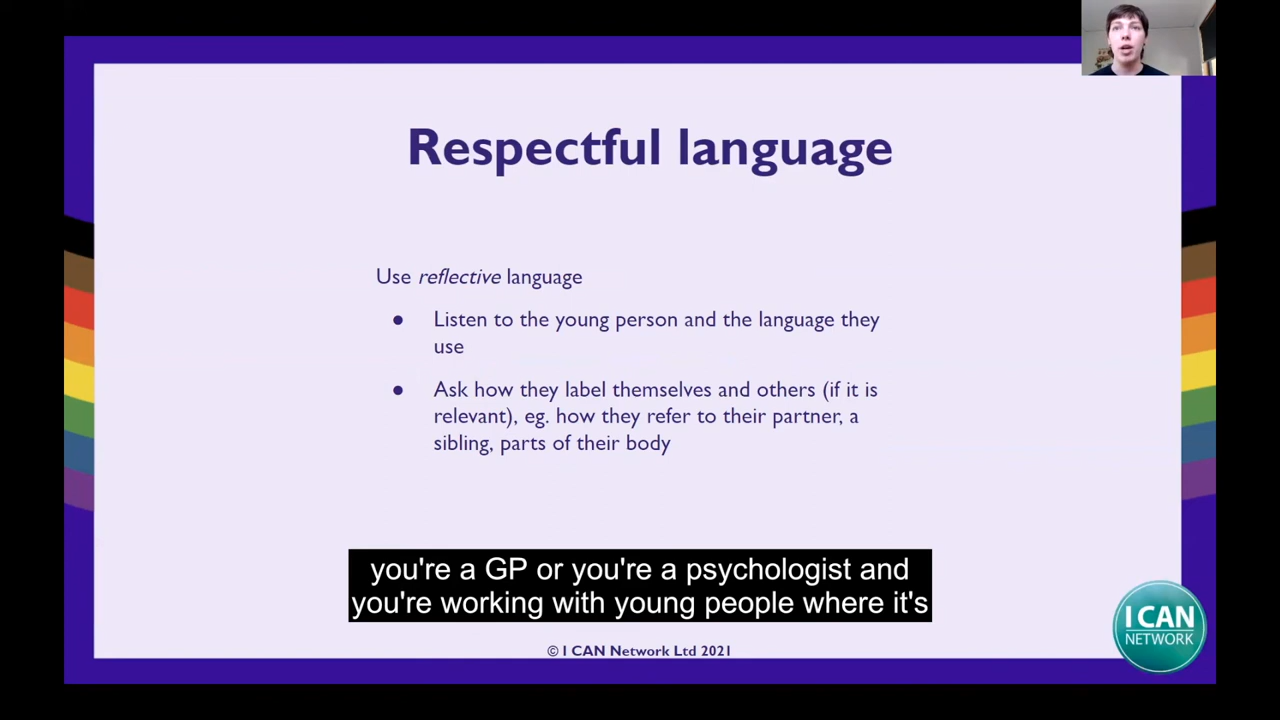 Respectful language
Use reflective language
● Listen to the young person and the language they
use
● Ask how they label themselves and others (if it is
relevant), eg. how they refer to their partner, a
sibling, parts of their body
you're a GP or you're a psychologist and
you're working with young people where it's
© I CAN Network Ltd 2021
I CAN
NETWORK